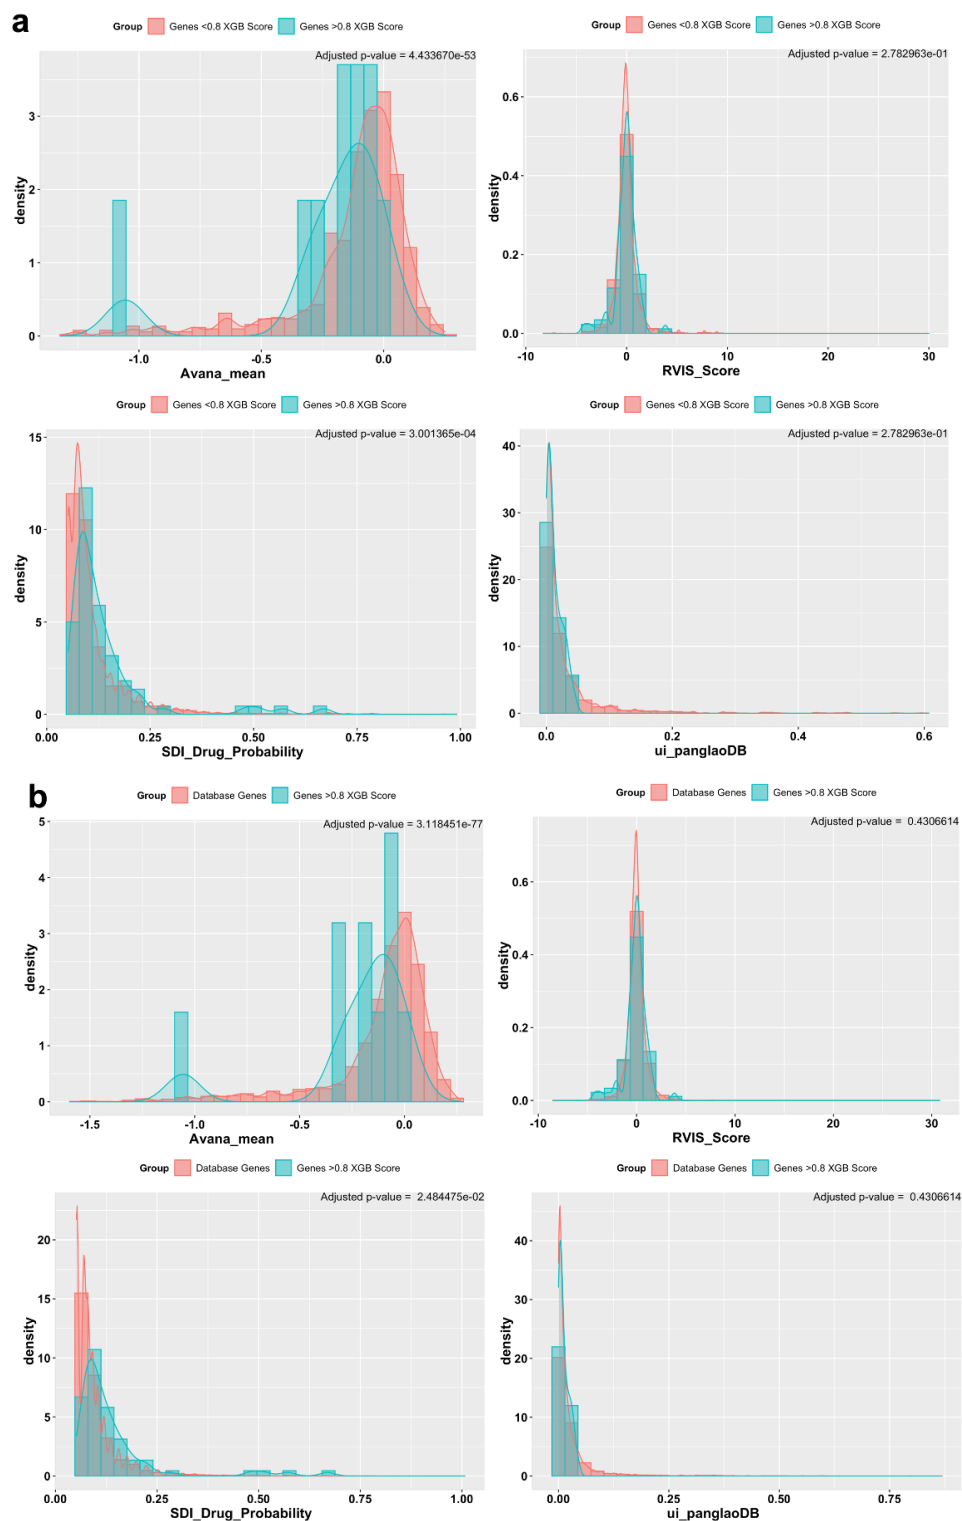 a
Group Genes <0.8 XGB Score Genes >0.8 XGB Score
Adjusted p-value = 4.433670e-53
density
3
2
1
0
-1.0 -0.5 0.0
Avana_mean
Group Genes <0.8 XGB Score Genes >0.8 XGB Score
Adjusted p-value = 2.782963e-01
density
0.6
0.4
0.2
0.0
-10 0 10 20 30
RVIS_Score
Group Genes <0.8 XGB Score Genes >0.8 XGB Score
Adjusted p-value = 3.001365e-04
density
15
10
5
0
0.00 0.25 0.50 0.75 1.00
SDI_Drug_Probability
Group Genes <0.8 XGB Score Genes >0.8 XGB Score
Adjusted p-value = 2.782963e-01
density
40
30
20
10
0
0.0 0.2 0.4 0.6
ui_panglaoDB
b
Group Database Genes Genes >0.8 XGB Score
Adjusted p-value = 3.118451e-77
density
5
4
3
2
1
0
-1.5 -1.0 -0.5 0.0
Avana_mean
Group Database Genes Genes >0.8 XGB Score
Adjusted p-value = 0.4306614
density
0.6
0.4
0.2
0.0
-10 0 10 20 30
RVIS_Score
Group Database Genes Genes >0.8 XGB Score
Adjusted p-value = 2.484475e-02
density
20
15
10
5
0
0.00 0.25 0.50 0.75 1.00
SDI_Drug_Probability
Group Database Genes Genes >0.8 XGB Score
Adjusted p-value = 0.4306614
density
40
30
20
10
0
0.00 0.25 0.50 0.75
ui_panglaoDB